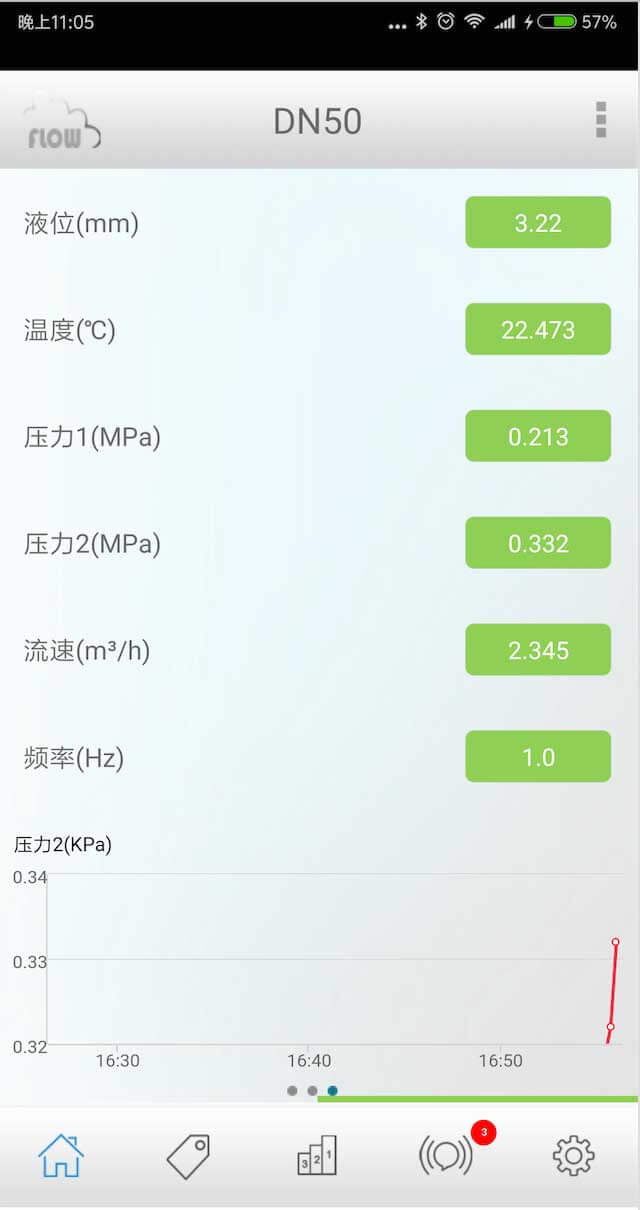 晚上11:05
57%
FLOW
DN50
液位(mm)
3.22
温度(℃)
22.473
压力1(MPa)
0.213
压力2(MPa)
0.332
流速(m³/h)
2.345
频率(Hz)
1.0
压力2(KPa)
0.34
0.33
0.32
16:30
16:40
16:50
3 2 1
3